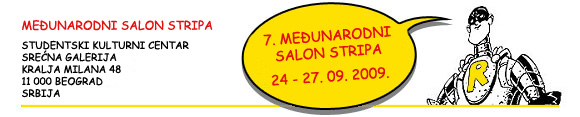 MEĐUNARODNI SALON STRIPA
STUDENTSKI KULTURNI CENTAR
SREĆNA GALERIJA
KRALJA MILANA 48
11 000 BEOGRAD
SRBIJA
7. MEĐUNARODNI
SALON STRIPA
24 - 27. 09. 2009.
R